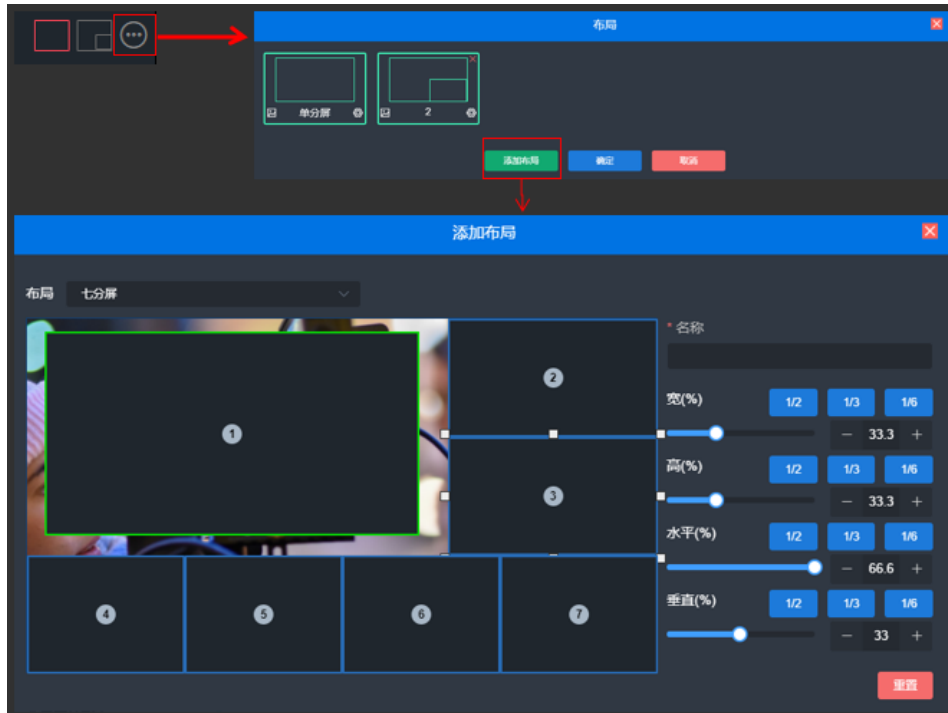 布局
单分屏
2
添加布局 确定 取消
添加布局
布局 七分屏
* 名称
1
2
3
4 5 6 7
宽(%) 1/2 1/3 1/6
— 33.3 +
高(%) 1/2 1/3 1/6
— 33.3 +
水平(%) 1/2 1/3 1/6
— 66.6 +
垂直(%) 1/2 1/3 1/6
— 33 +
重置